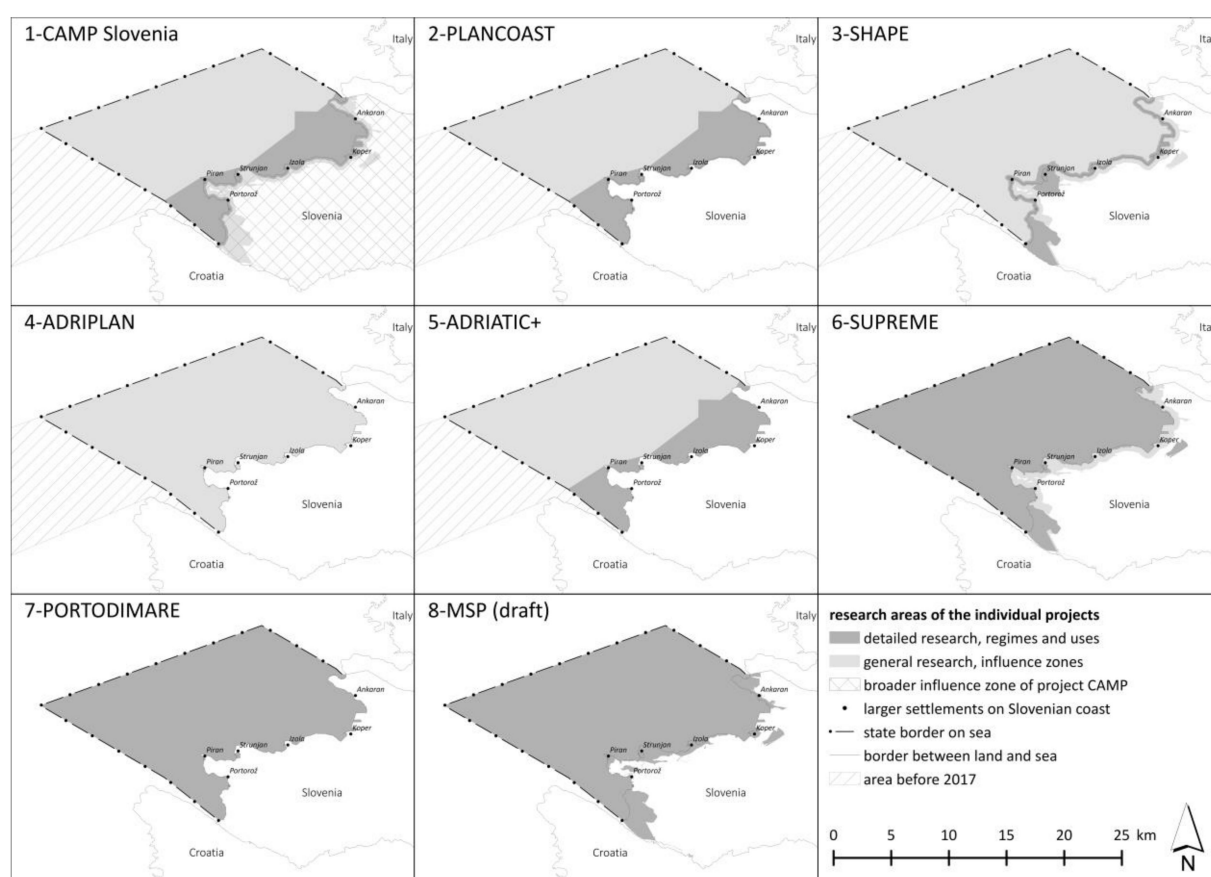 1-CAMP Slovenia
Italy
Ankaran
Koper
Izola
Strunjan
Piran
Portorož
Slovenia
Croatia
2-PLANCOAST
Italy
Ankaran
Koper
Izola
Strunjan
Piran
Portorož
Slovenia
Croatia
3-SHAPE
Ital
Ankaran
Koper
Izola
Strunjan
Piran
Portorož
Slovenia
Croatia
4-ADRIPLAN
Italy
Ankaran
Koper
Izola
Strunjan
Piran
Portorož
Slovenia
Croatia
5-ADRIATIC+
Italy
Ankaran
Koper
Izola
Strunjan
Piran
Portorož
Slovenia
Croatia
6-SUPREME
Ital
Ankaran
Koper
Izola
Strunjan
Piran
Portorož
Slovenia
Croatia
7-PORTODIMARE
Italy
Ankaran
Koper
Izola
Strunjan
Piran
Portorož
Slovenia
Croatia
8-MSP (draft)
Italy
Ankaran
Koper
Izola
Strunjan
Piran
Portorož
Slovenia
Croatia
research areas of the individual projects
detailed research, regimes and uses
general research, influence zones
broader influence zone of project CAMP
larger settlements on Slovenian coast
state border on sea
border between land and sea
area before 2017
0 5 10 15 20 25 km
N